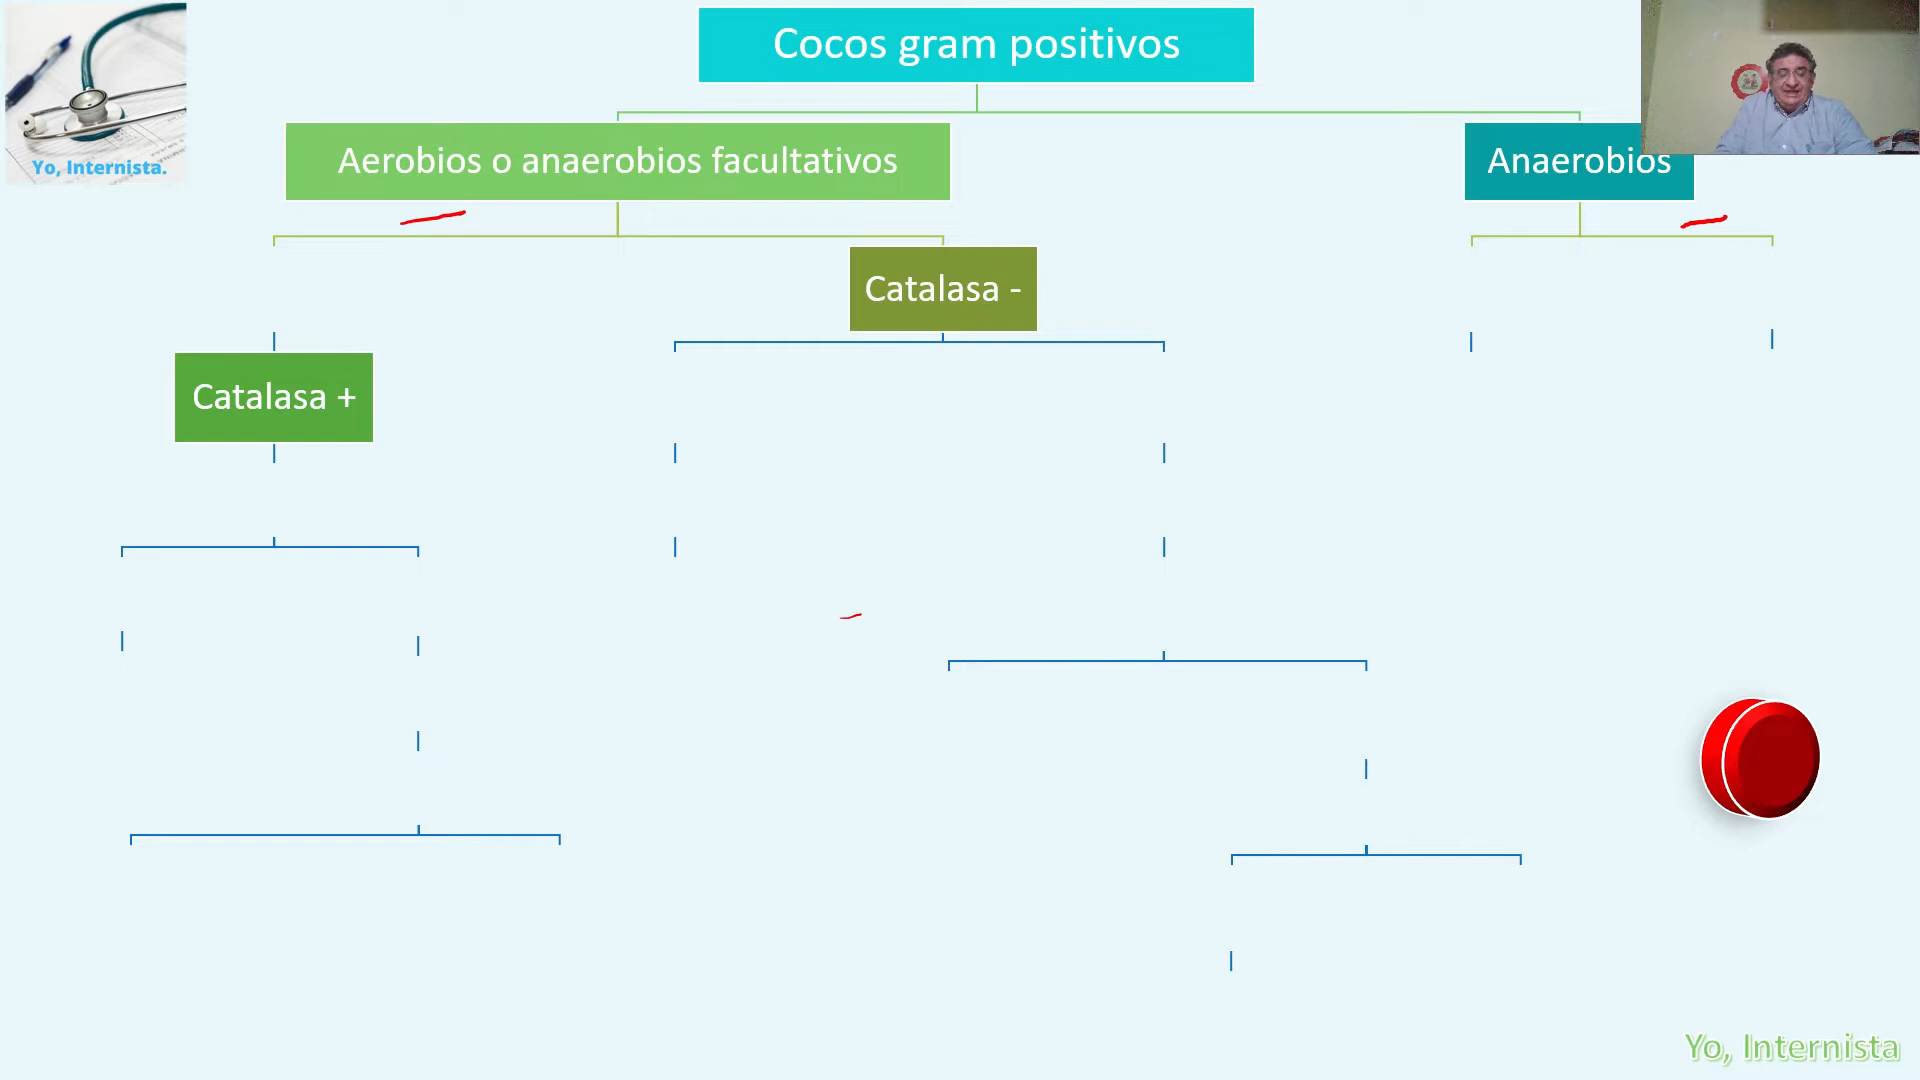 Cocos gram positivos
Yo, Internista.
Aerobios o anaerobios facultativos
Anaerobios
Catalasa -
Catalasa +
Yo, Internista